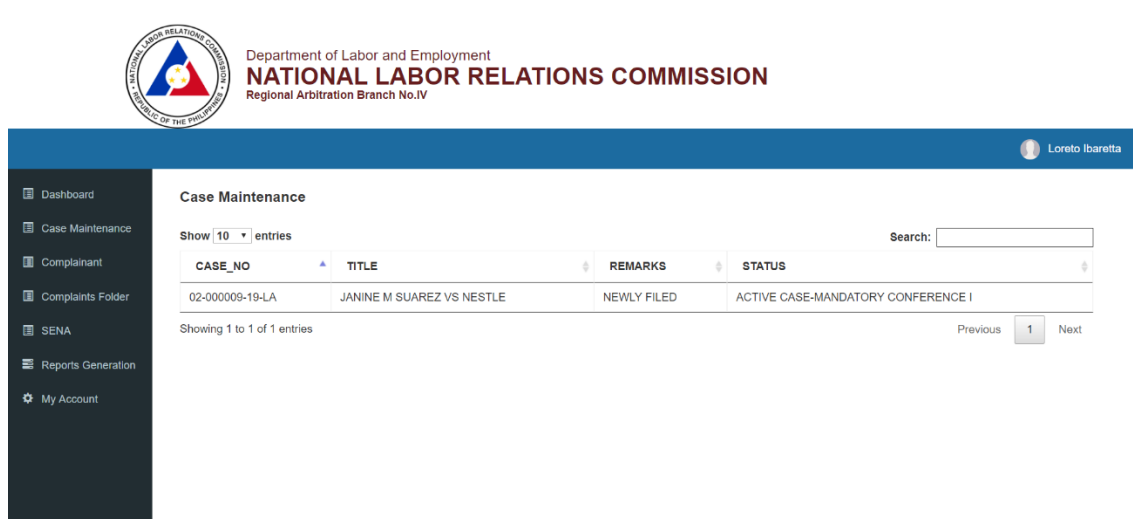 NATIONAL LABOR RELATIONS COMMISSION
REPUBLIC OF THE PHILIPPINES
Department of Labor and Employment
NATIONAL LABOR RELATIONS COMMISSION
Regional Arbitration Branch No.IV
Loreto Ibaretta
Dashboard
Case Maintenance
Complainant
Complaints Folder
SENA
Reports Generation
My Account
Case Maintenance
Show 10 entries
Search:
CASE_NO TITLE REMARKS STATUS
02-000009-19-LA JANINE M SUAREZ VS NESTLE NEWLY FILED ACTIVE CASE-MANDATORY CONFERENCE I
Showing 1 to 1 of 1 entries
Previous 1 Next